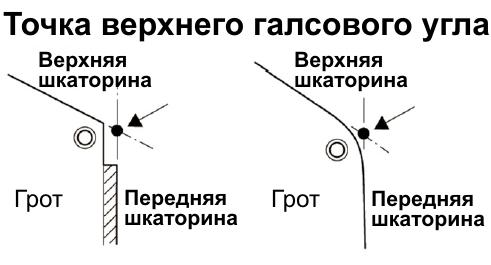 Точка верхнего галсового угла
Верхняя
шкаторина
Верхняя
шкаторина
Грот
Передняя
шкаторина
Грот
Передняя
шкаторина